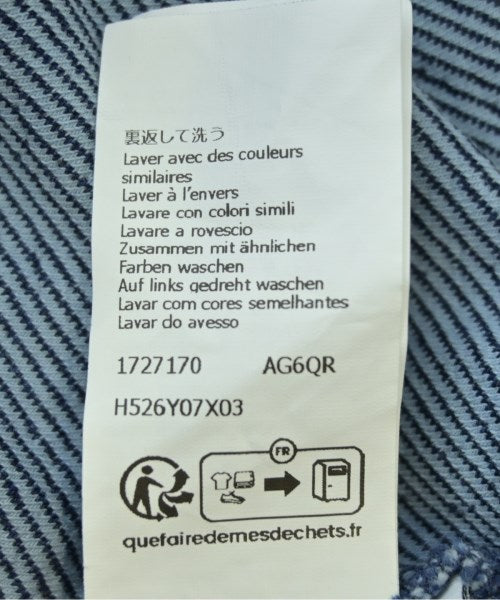 裏返して洗う
Laver avec des couleurs
similaires
Laver à l'envers
Lavare con colori simili
Lavare a rovescio
Zusammen mit ähnlichen
Farben waschen
Auf links gedreht waschen
Lavar com cores semelhantes
Lavar do avesso
1727170 AG6QR
H526Y07X03
FR
quefairedemesdechets.fr